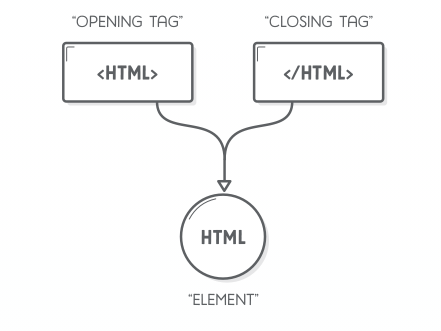 “OPENING TAG”
“CLOSING TAG”
<HTML>
</HTML>
HTML
“ELEMENT”